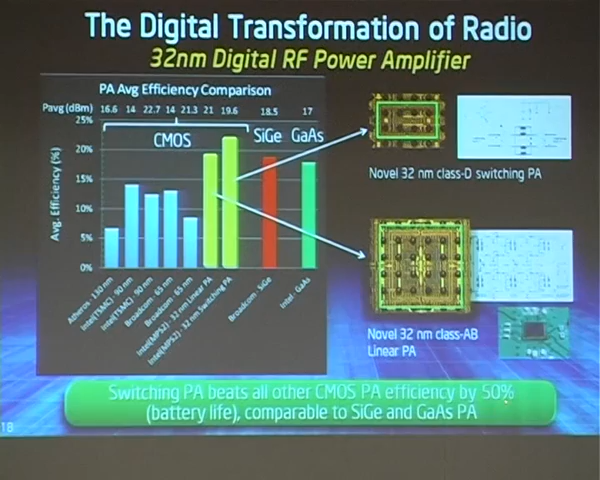 The Digital Transformation of Radio
32nm Digital RF Power Amplifier
PA Avg Efficiency Comparison
Pavg (dBm) 16.6 14 22.7 14 21.3 21 19.6 18.5 17
25%
20%
15%
10%
5%
0%
Avg. Efficiency (%)
CMOS SiGe GaAs
Atheros - 130 nm
Intel(TSMC) - 90 nm
Intel(TSMC) - 90 nm
Broadcom - 65 nm
Broadcom - 65 nm
Intel(MPS2) - 32 nm Linear PA
Intel(MPS2) - 32 nm Switching PA
Broadcom - SiGe
Intel - GaAs
Novel 32 nm class-D switching PA
Novel 32 nm class-AB
Linear PA
Switching PA beats all other CMOS PA efficiency by 50%
(battery life), comparable to SiGe and GaAs PA
18